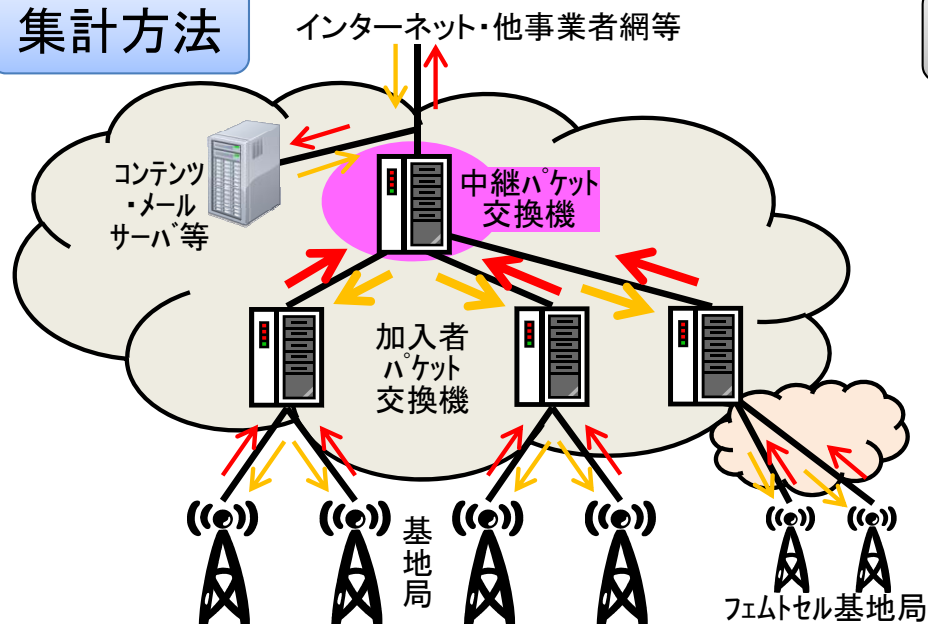 集計方法
インターネット・他事業者網等
コンテンツ
・メール
サーバ等
中継パケット
交換機
加入者
パケット
交換機
基
地
局
フェムトセル基地局